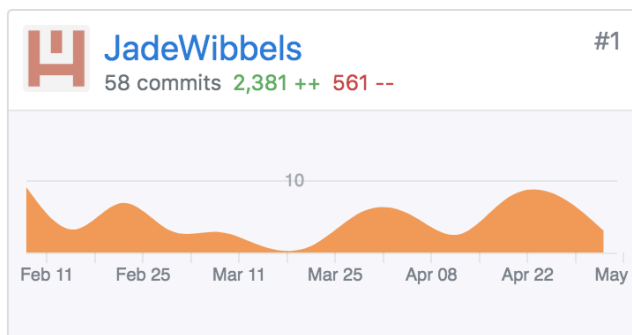 JadeWibbels
#1
58 commits 2,381 ++ 561 --
10
Feb 11 Feb 25 Mar 11 Mar 25 Apr 08 Apr 22 May